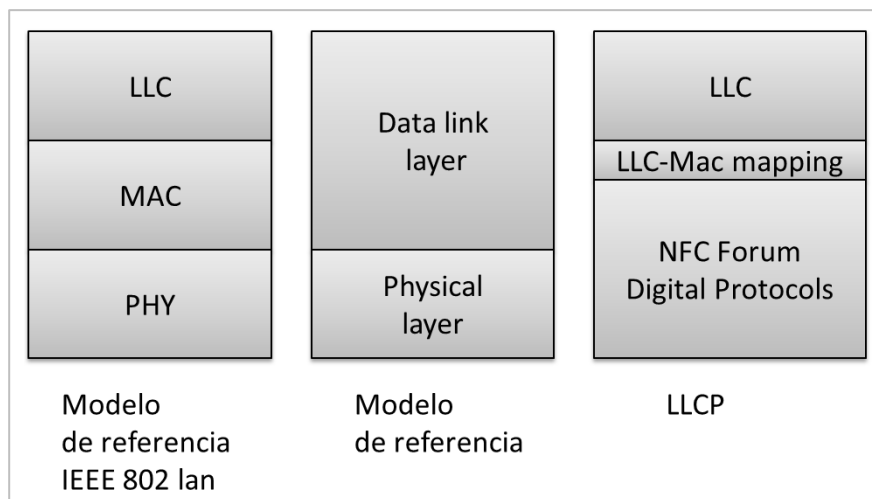 LLC
MAC
PHY
Modelo
de referencia
IEEE 802 lan
Data link
layer
Physical
layer
Modelo
de referencia
LLC
LLC-Mac mapping
NFC Forum
Digital Protocols
LLCP